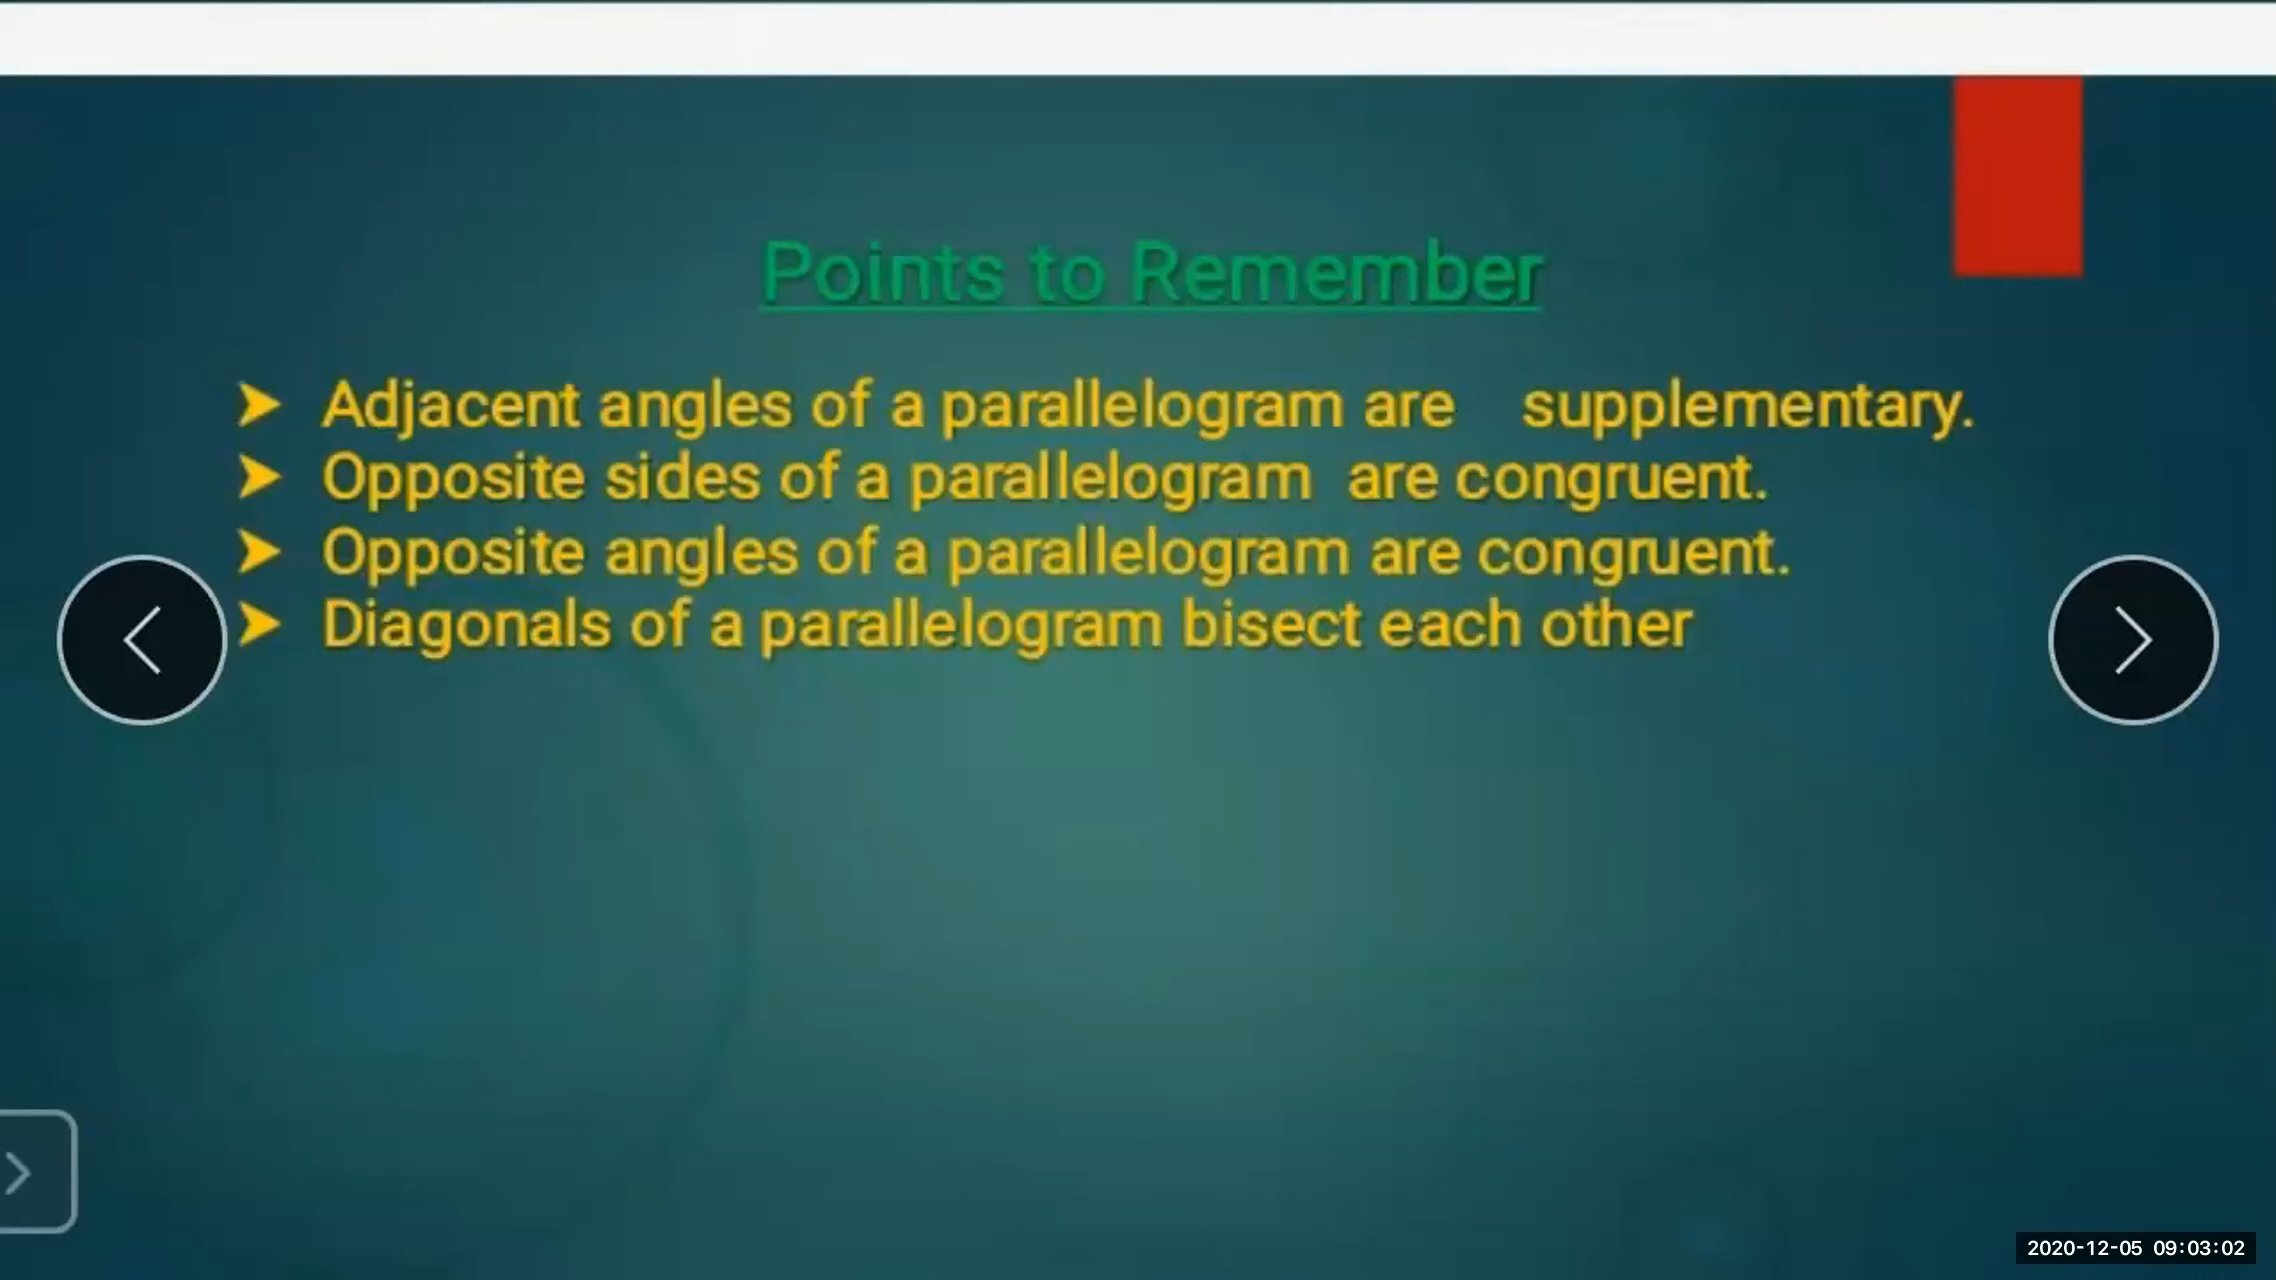 Points to Remember
➤ Adjacent angles of a parallelogram are supplementary.
➤ Opposite sides of a parallelogram are congruent.
➤ Opposite angles of a parallelogram are congruent.
➤ Diagonals of a parallelogram bisect each other
2020-12-05 09:03:02